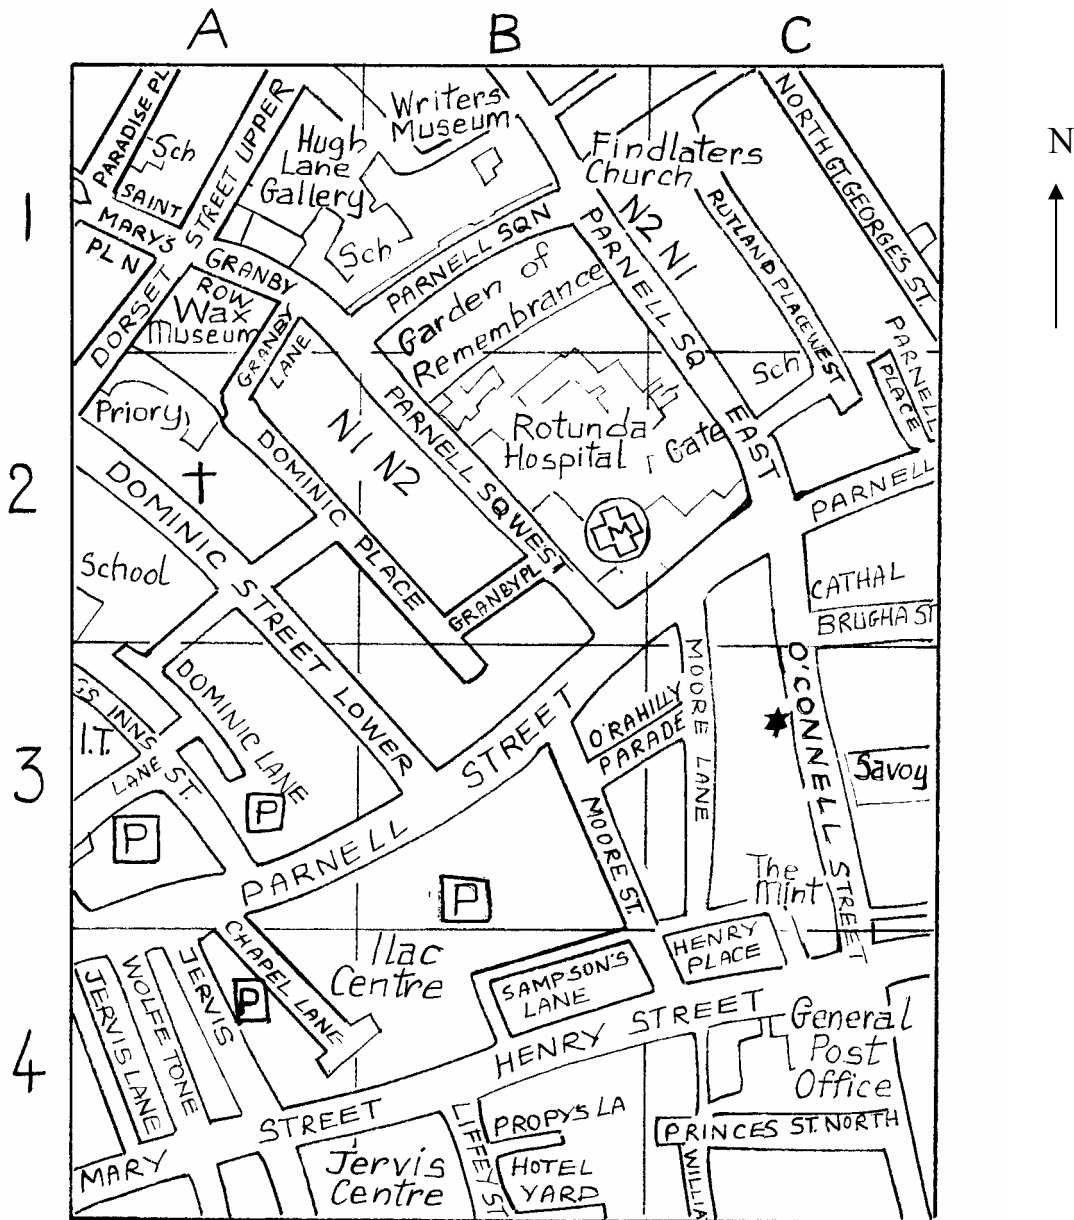 A B C
N
1
2
3
4
PARADISE PL
Sch
SAINT
MARY'S
PL N
DORSET STREET UPPER
Hugh
Lane
Gallery
Writers
Museum
Sch
GRANBY
ROW
Wax
Museum
GRANBY
LANE
PARNELL SQ N
Garden of
Remembrance
Findlaters
Church
N2 N1
PARNELL SQ EAST
RUTLAND PLACE WEST
NORTH GT. GEORGE'S ST.
PARNELL
PLACE
Sch
Priory
DOMINIC PLACE
N1 N2
PARNELL SQ WEST
Rotunda
Hospital
Gate
M
PARNELL
DOMINIC STREET LOWER
School
GRANBY PL
CATHAL
BRUGHA ST
GS INNS ST.
I.T.
LANE
DOMINIC LANE
P
P
PARNELL STREET
O'RAHILLY
PARADE
MOORE LANE
O'CONNELL STREET
Savoy
MOORE ST.
The
Mint
P
CHAPEL LANE
Ilac
Centre
HENRY
PLACE
SAMPSON'S
LANE
JERVIS LANE
WOLFE TONE
JERVIS
P
HENRY STREET
General
Post
Office
MARY STREET
Jervis
Centre
LIFFEY ST
PROPY'S LA
HOTEL
YARD
PRINCES ST. NORTH
WILLIA